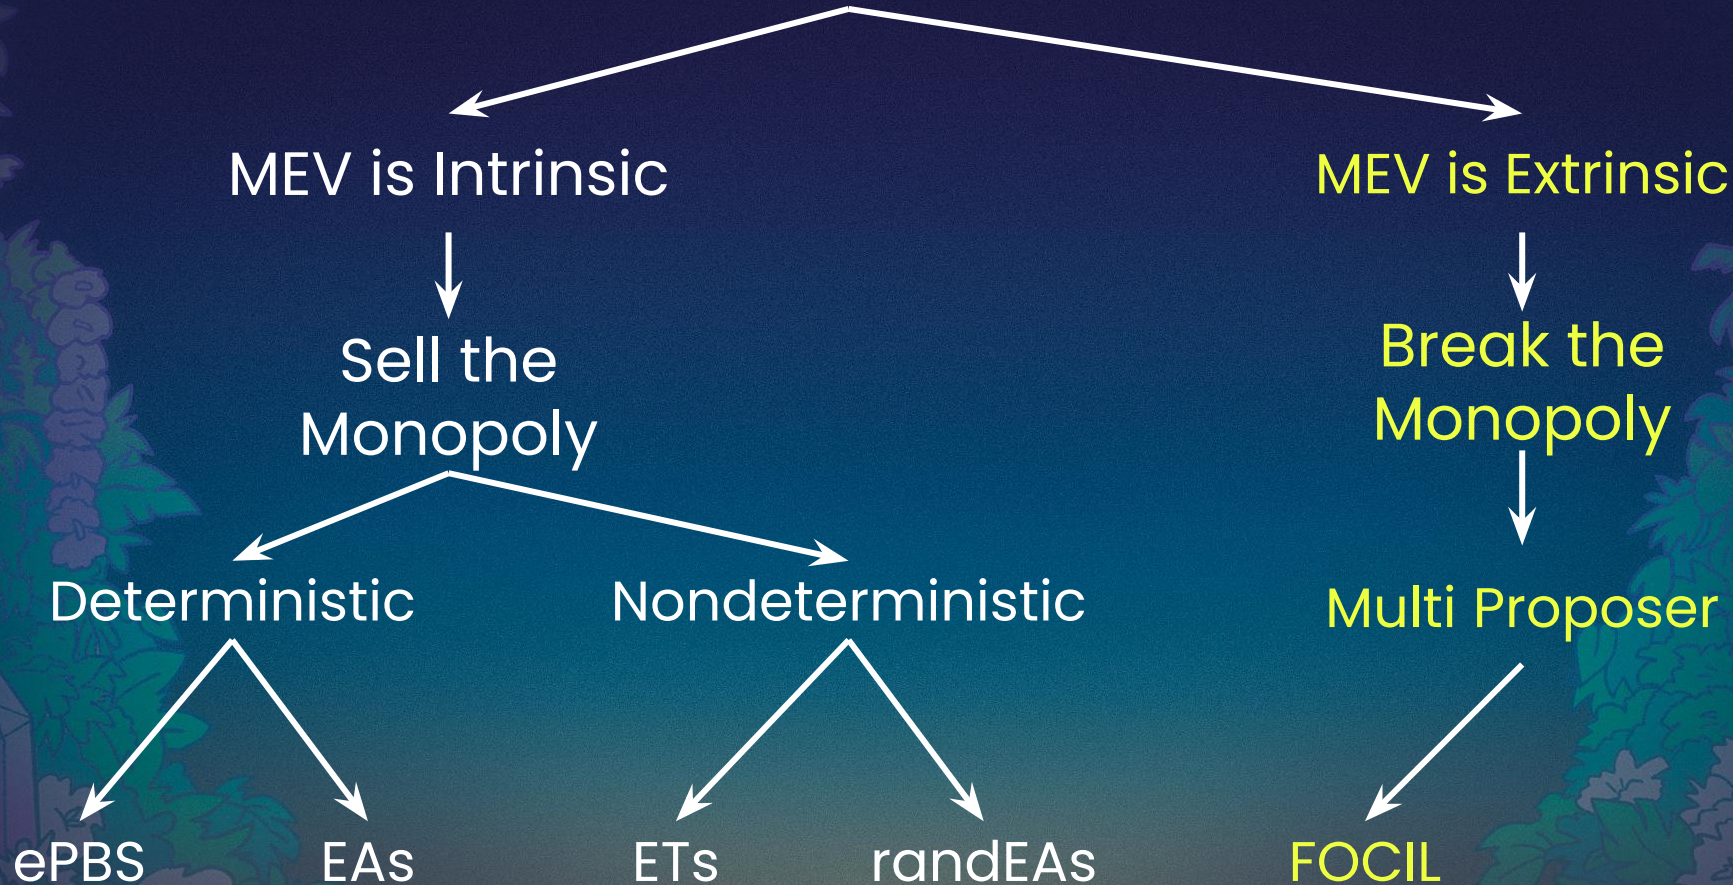 MEV is Intrinsic
MEV is Extrinsic
Sell the
Monopoly
Break the
Monopoly
Deterministic
Nondeterministic
Multi Proposer
ePBS
EAs
ETs
randEAs
FOCIL